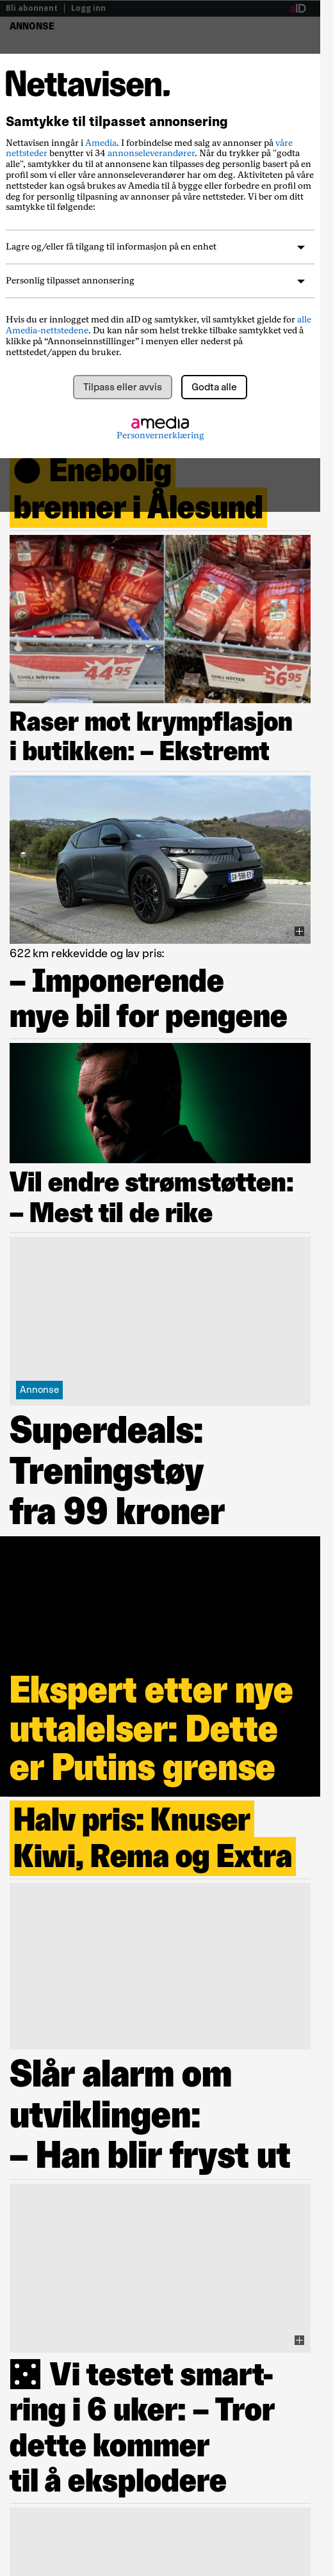 Bli abonnent | Logg inn
aID
ANNONSE
Nettavisen.
Samtykke til tilpasset annonsering
Nettavisen inngår i Amedia. I forbindelse med salg av annonser på våre
nettsteder benytter vi 34 annonseleverandører. Når du trykker på "godta
alle", samtykker du til at annonsene kan tilpasses deg personlig basert på en
profil som vi eller våre annonseleverandører har om deg. Aktiviteten på våre
nettsteder kan også brukes av Amedia til å bygge eller forbedre en profil om
deg for personlig tilpasning av annonser på våre nettsteder. Vi ber om ditt
samtykke til følgende:
Lagre og/eller få tilgang til informasjon på en enhet
Personlig tilpasset annonsering
Hvis du er innlogget med din aID og samtykker, vil samtykket gjelde for alle
Amedia-nettstedene. Du kan når som helst trekke tilbake samtykket ved å
klikke på “Annonseinnstillinger” i menyen eller nederst på
nettstedet/appen du bruker.
Tilpass eller avvis
Godta alle
amedia
Personvernerklæring
Enebolig
brenner i Ålesund
44 95
56 95
Raser mot krympflasjon
i butikken: – Ekstremt
622 km rekkevidde og lav pris:
– Imponerende
mye bil for pengene
Vil endre strømstøtten:
– Mest til de rike
Annonse
Superdeals:
Treningstøy
fra 99 kroner
Ekspert etter nye
uttalelser: Dette
er Putins grense
Halv pris: Knuser
Kiwi, Rema og Extra
Slår alarm om
utviklingen:
– Han blir fryst ut
Vi testet smart-
ring i 6 uker: – Tror
dette kommer
til å eksplodere